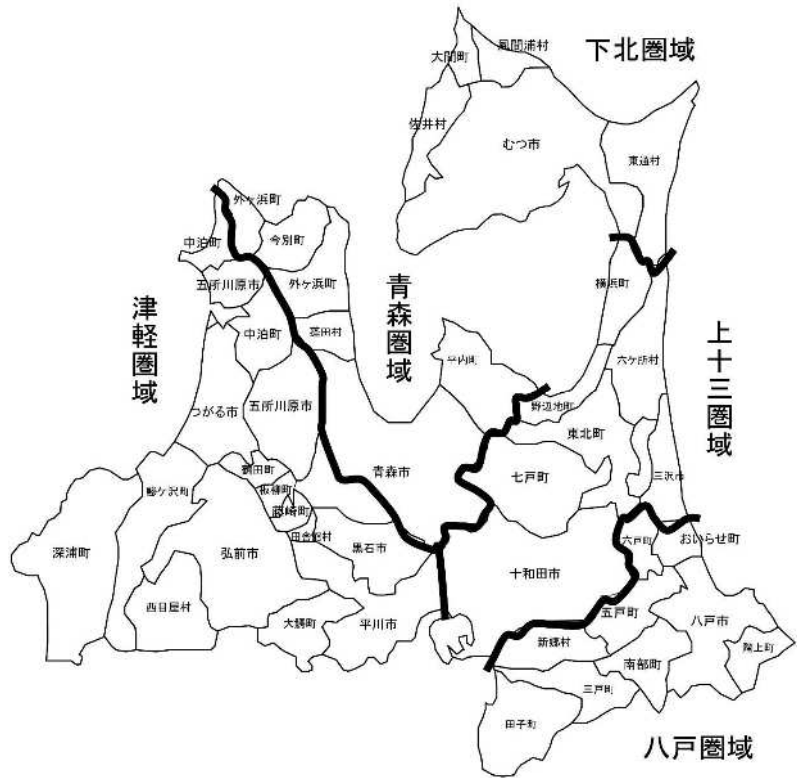 下北圏域
大間町
風間浦村
佐井村
むつ市
東通村
外ヶ浜町
中泊町
今別町
五所川原市
外ヶ浜町
横浜町
津軽圏域
青森圏域
上十三圏域
中泊町
蓬田村
平内町
六ケ所村
つがる市
五所川原市
野辺地町
東北町
鶴田町
青森市
七戸町
三沢市
鰺ケ沢町
板柳町
藤崎町
田舎館村
黒石市
六戸町
おいらせ町
深浦町
弘前市
十和田市
西目屋村
大鰐町
平川市
五戸町
八戸市
新郷村
南部町
階上町
三戸町
田子町
八戸圏域